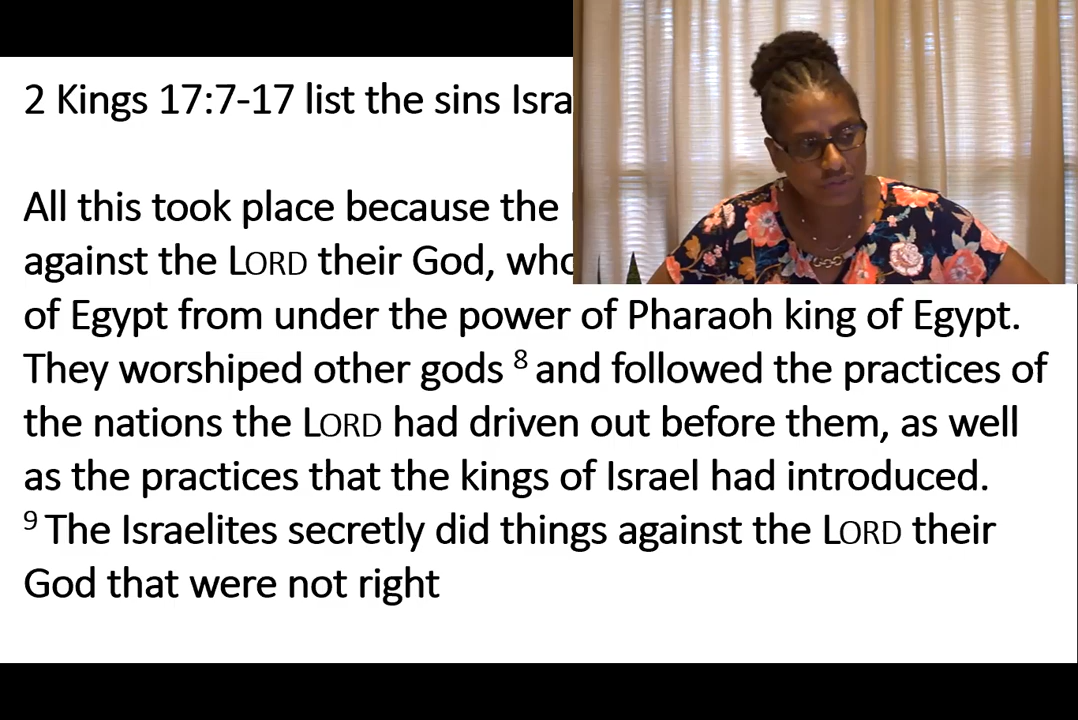 2 Kings 17:7-17 list the sins Isra
All this took place because the
against the LORD their God, who
of Egypt from under the power of Pharaoh king of Egypt.
They worshiped other gods ⁸ and followed the practices of
the nations the LORD had driven out before them, as well
as the practices that the kings of Israel had introduced.
⁹ The Israelites secretly did things against the LORD their
God that were not right